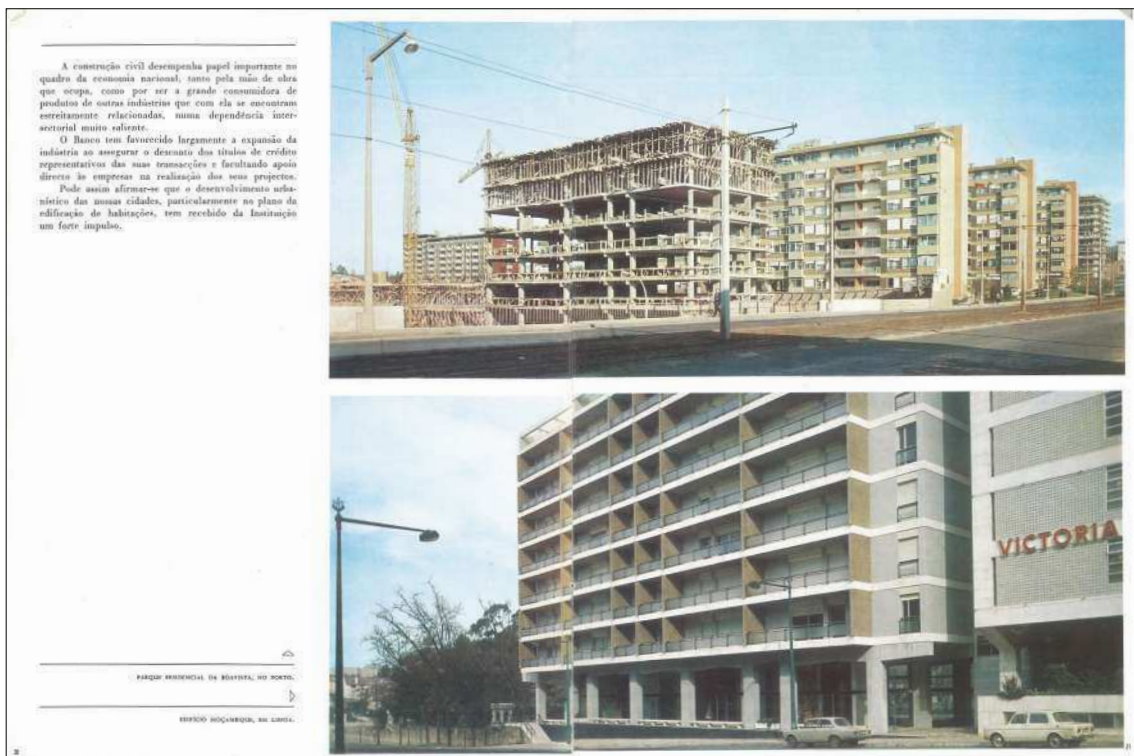 A construção civil desempenha papel importante no
quadro da economia nacional, tanto pela mão de obra
que ocupa, como por ser a grande consumidora de
produtos de outras indústrias que com ela se encontram
estreitamente relacionadas, numa dependência inter-
sectorial muito saliente.
O Banco tem favorecido largamente a expansão da
indústria ao assegurar o desconto dos títulos de crédito
representativos das suas transacções e facultando apoio
directo às empresas na realização dos seus projectos.
Pode assim afirmar-se que o desenvolvimento urba-
nístico das nossas cidades, particularmente no plano da
edificação de habitações, tem recebido da Instituição
um forte impulso.
VICTORIA
PARQUE RESIDENCIAL DA BOAVISTA, NO PORTO.
EDIFÍCIO MOÇAMBIQUE, EM LISBOA.